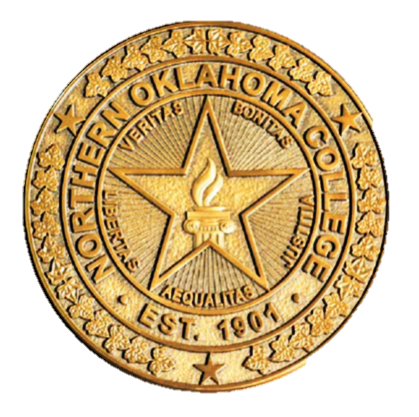 NORTHERN OKLAHOMA COLLEGE
VERITAS
BONITAS
LIBERTAS
JUSTITIA
AEQUALITAS
• EST. 1901 •